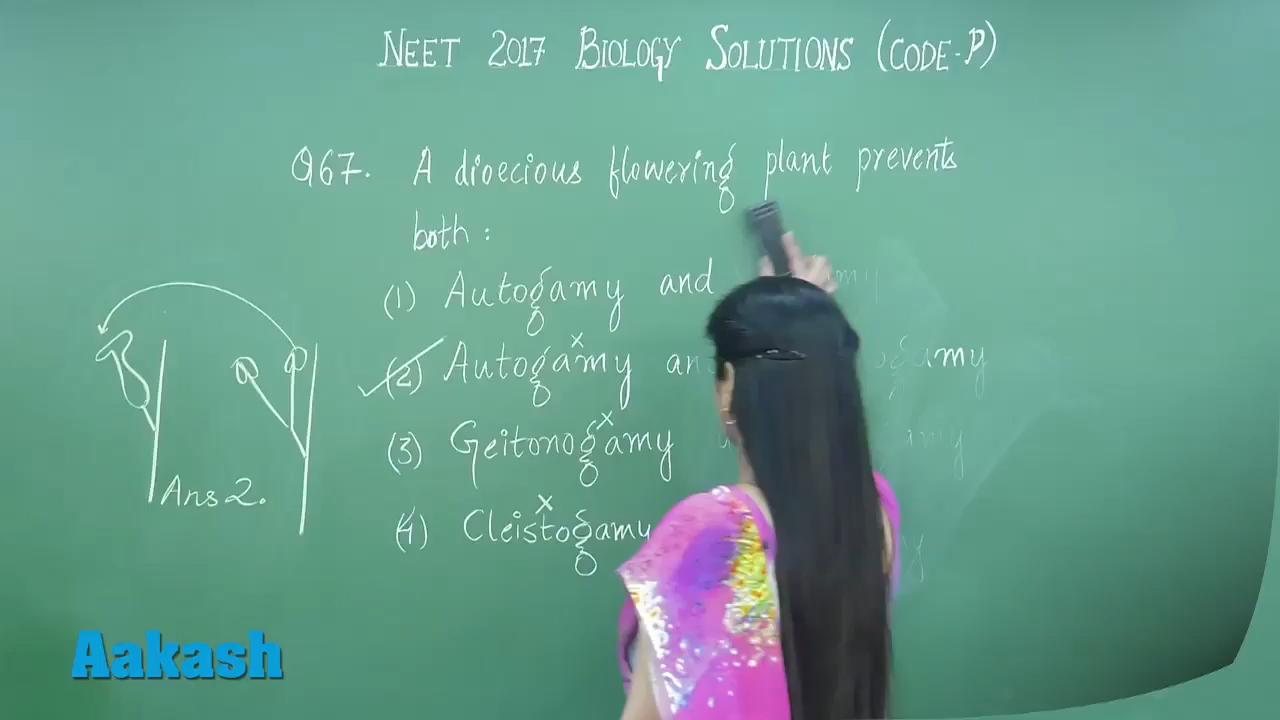 NEET 2017 BIOLOGY SOLUTIONS (CODE-P)
Q67. A dioecious flowering plant prevents
both :
(1) Autogamy and
(2) Autogamy and
(3) Geitonogamy
(4) Cleistogamy
Ans 2.
Aakash